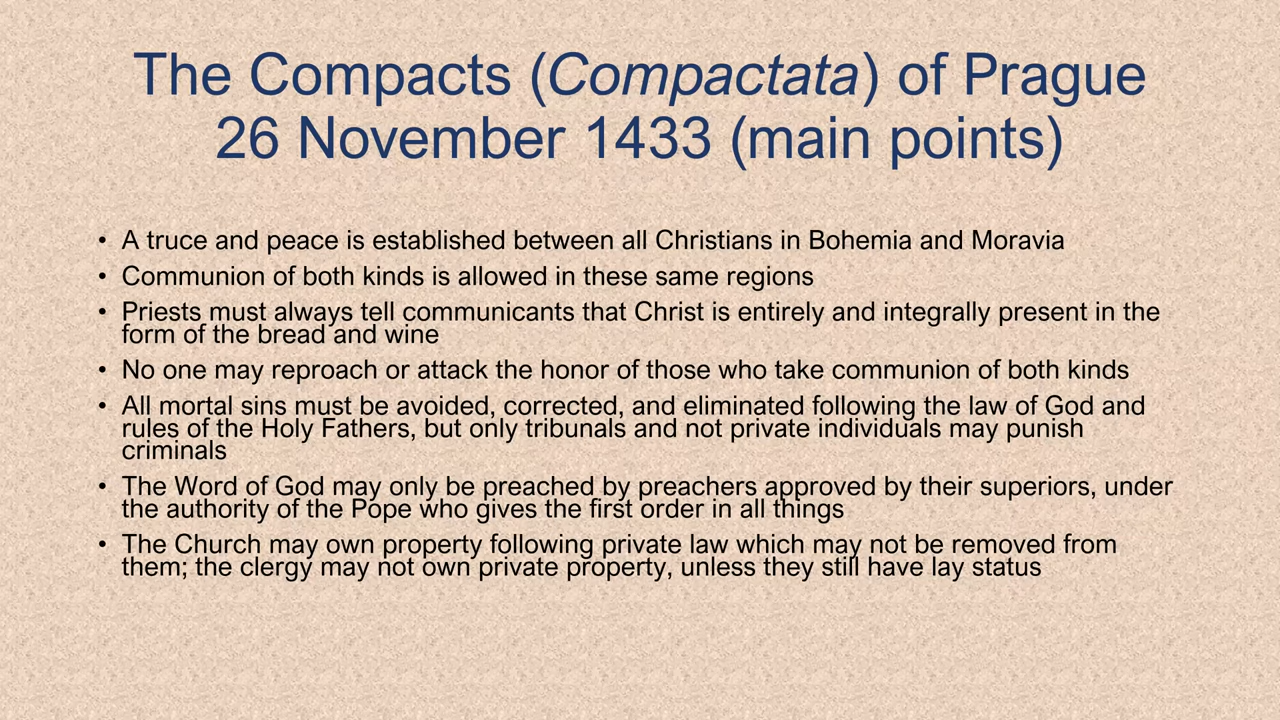 The Compacts (Compactata) of Prague
26 November 1433 (main points)
• A truce and peace is established between all Christians in Bohemia and Moravia
• Communion of both kinds is allowed in these same regions
• Priests must always tell communicants that Christ is entirely and integrally present in the
form of the bread and wine
• No one may reproach or attack the honor of those who take communion of both kinds
• All mortal sins must be avoided, corrected, and eliminated following the law of God and
rules of the Holy Fathers, but only tribunals and not private individuals may punish
criminals
• The Word of God may only be preached by preachers approved by their superiors, under
the authority of the Pope who gives the first order in all things
• The Church may own property following private law which may not be removed from
them; the clergy may not own private property, unless they still have lay status